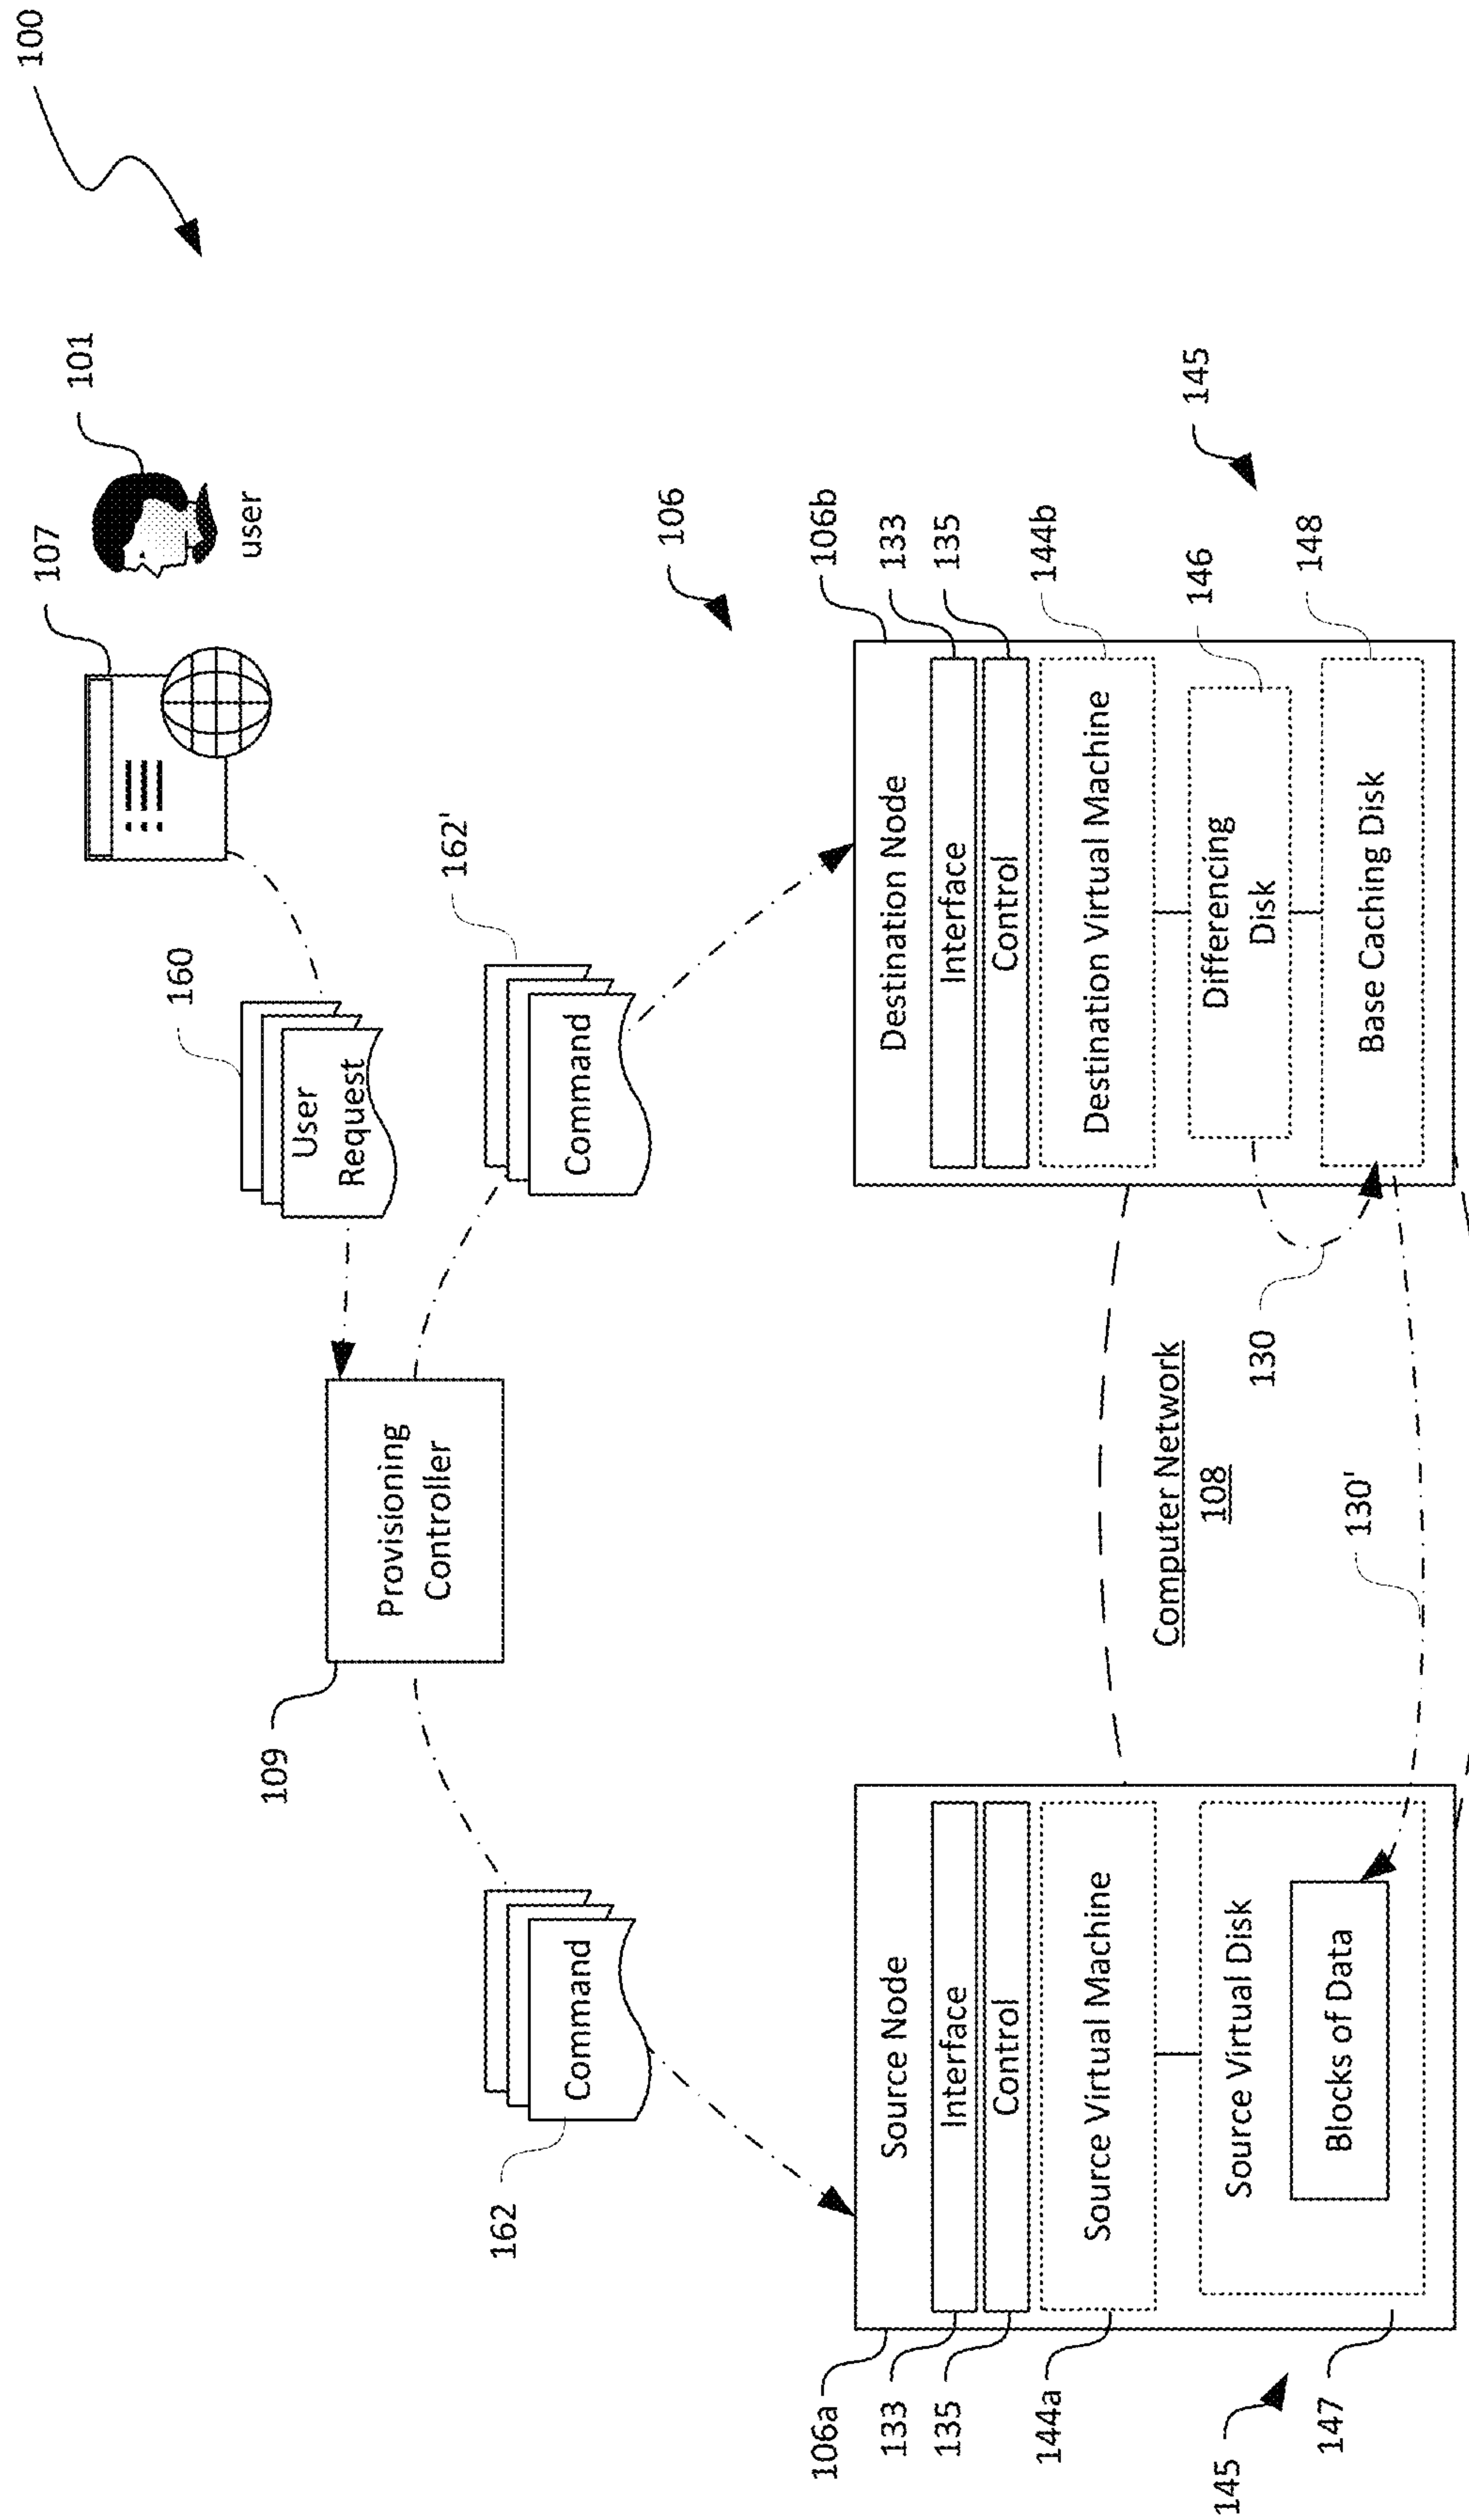 100
101
107
user
160
User
Request
162'
Command
Provisioning
Controller
109
Command
162
106
106a
133
135
144a
145
147
Source Node
Interface
Control
Source Virtual Machine
Source Virtual Disk
Blocks of Data
Computer Network
108
130'
130
Destination Node
Interface
Control
Destination Virtual Machine
Differencing
Disk
Base Caching Disk
106b
133
135
144b
146
148
145